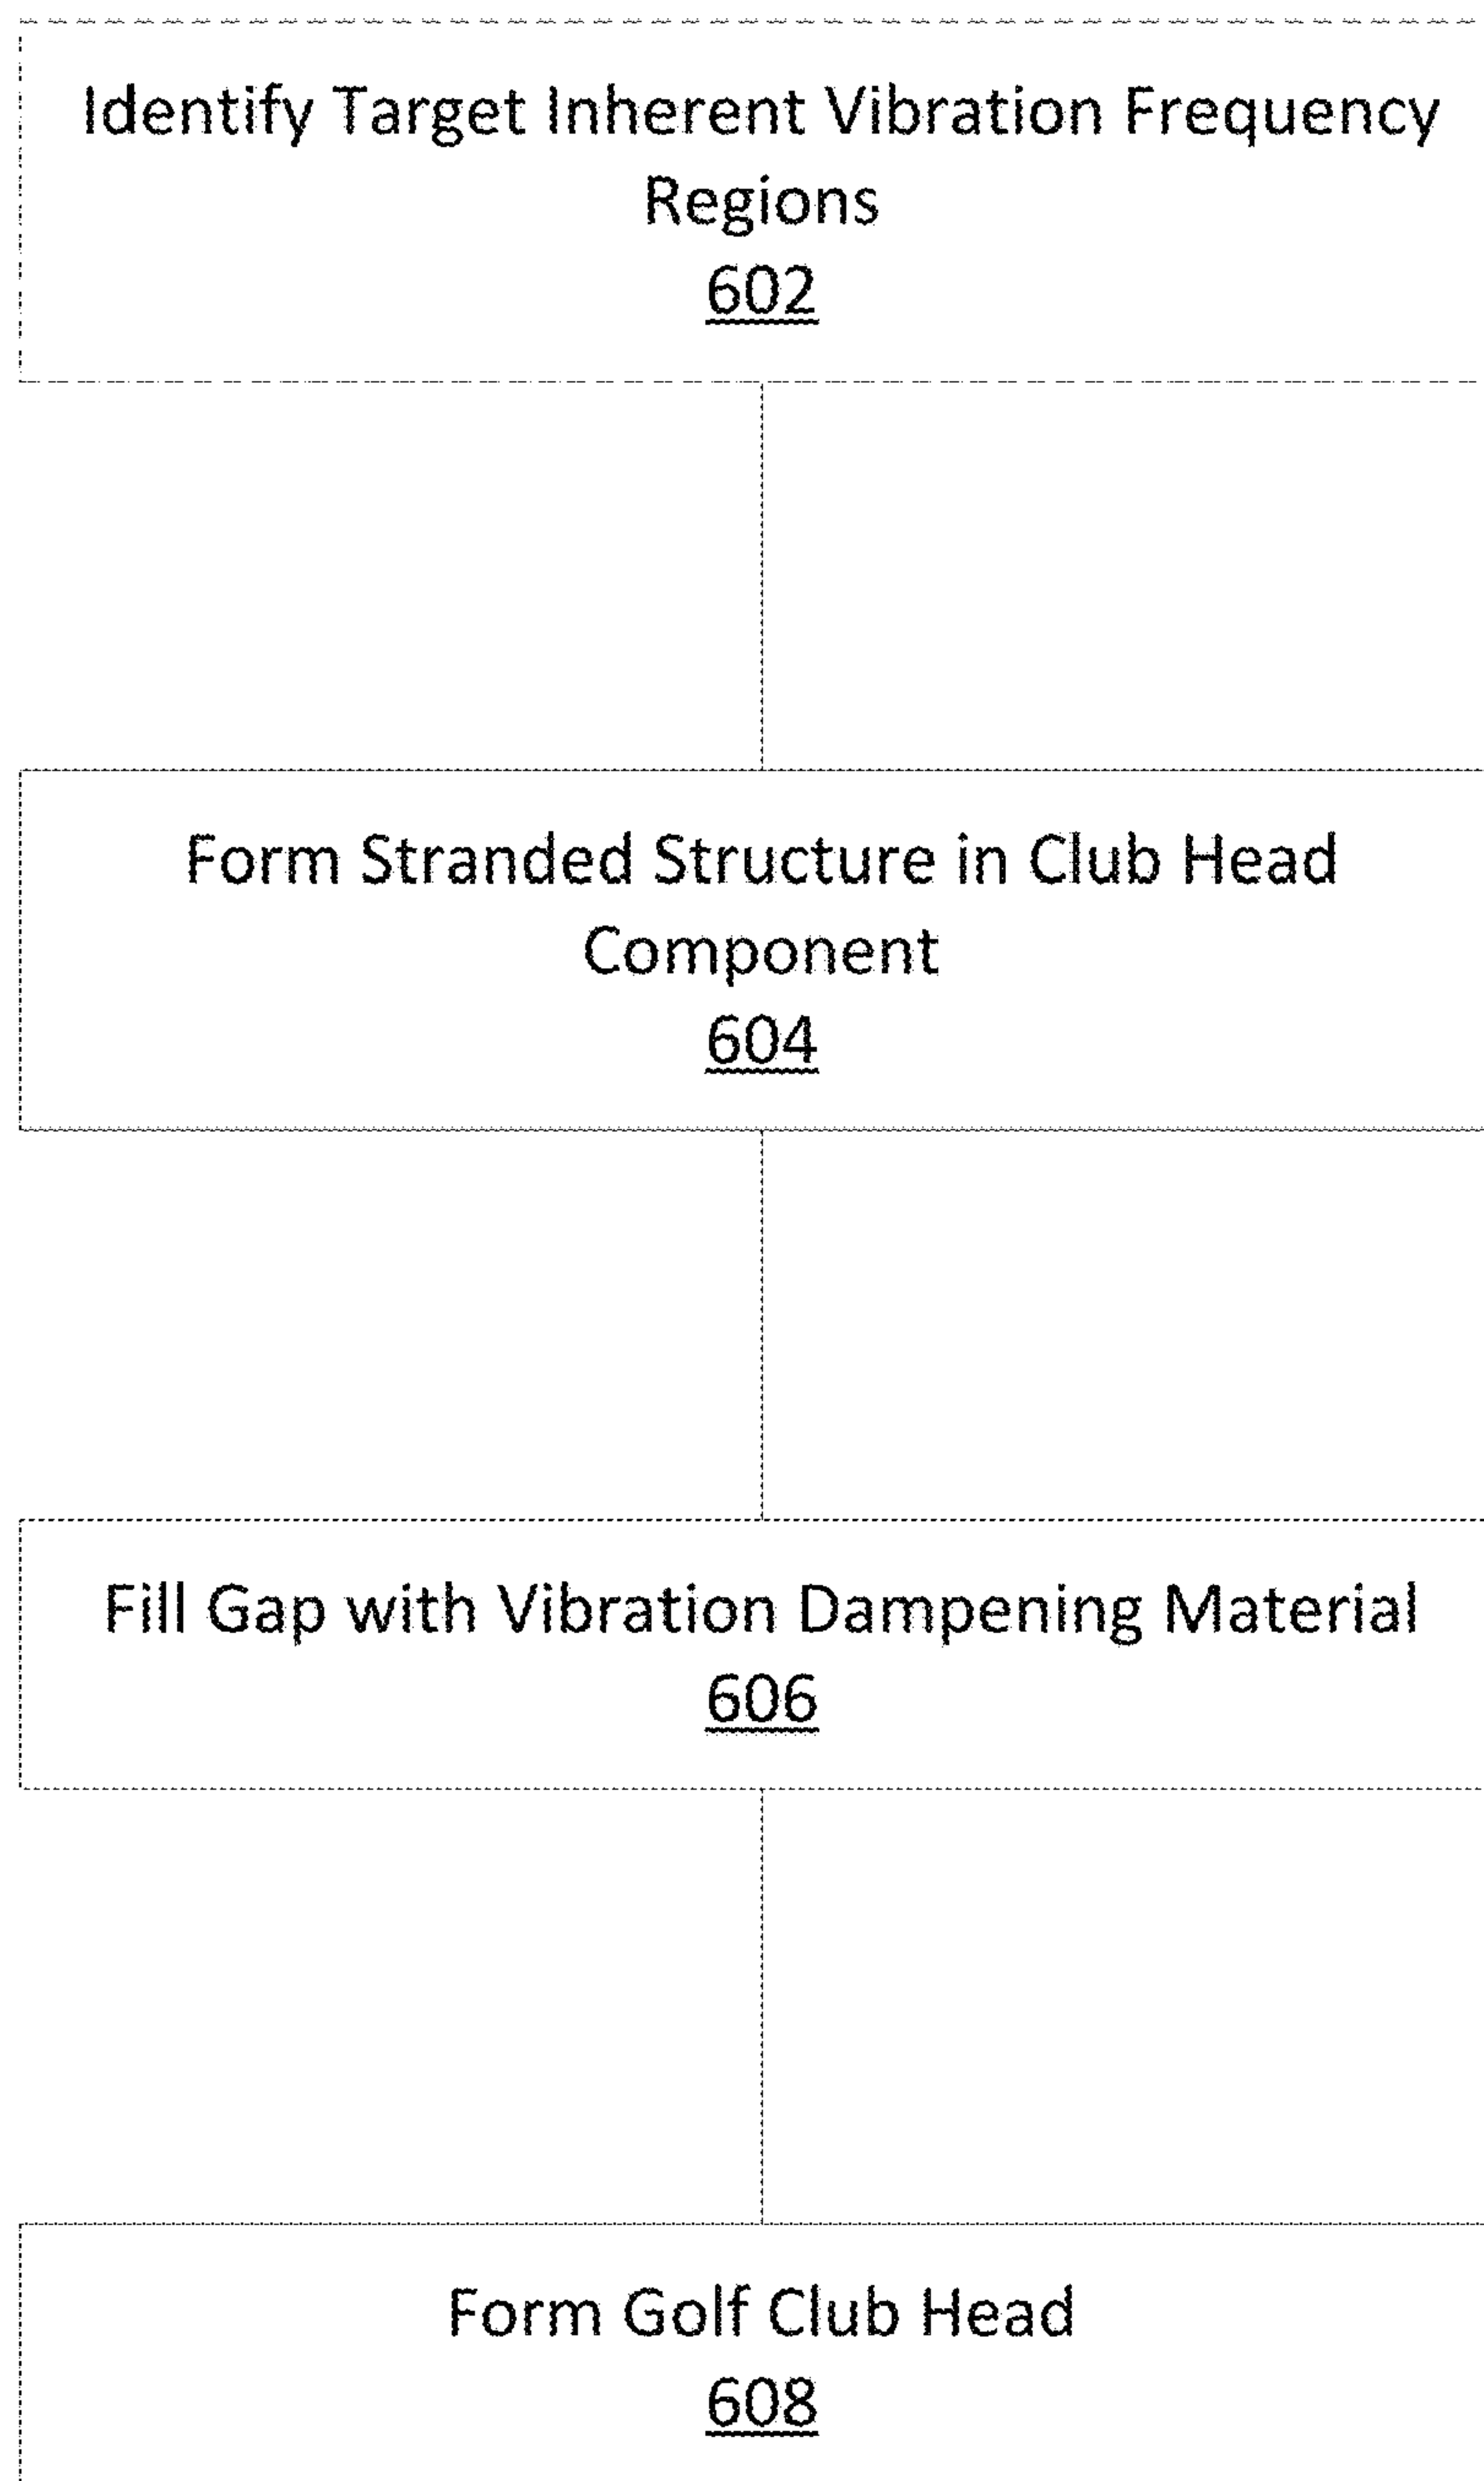 Identify Target Inherent Vibration Frequency
Regions
602
Form Stranded Structure in Club Head
Component
604
Fill Gap with Vibration Dampening Material
606
Form Golf Club Head
608